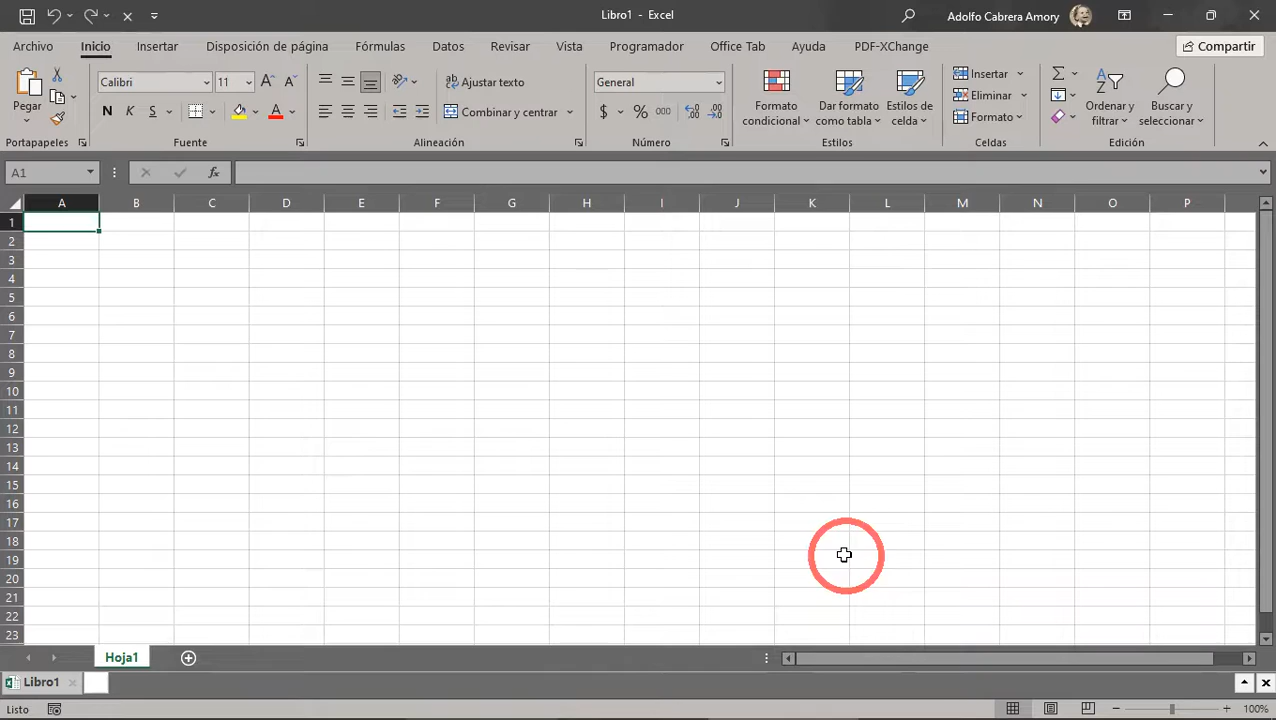 Libro1 - Excel
Adolfo Cabrera Amory
Archivo Inicio Insertar Disposición de página Fórmulas Datos Revisar Vista Programador Office Tab Ayuda PDF-XChange Compartir
Pegar
Calibri 11
N K S A
Ajustar texto
Combinar y centrar
General
$ % 000
Formato condicional
Dar formato como tabla
Estilos de celda
Insertar
Eliminar
Formato
Ordenar y filtrar
Buscar y seleccionar
Portapapeles Fuente Alineación Número Estilos Celdas Edición
A1 fx
A B C D E F G H I J K L M N O P
1
2
3
4
5
6
7
8
9
10
11
12
13
14
15
16
17
18
19
20
21
22
23
Hoja1
Libro1
Listo 100%